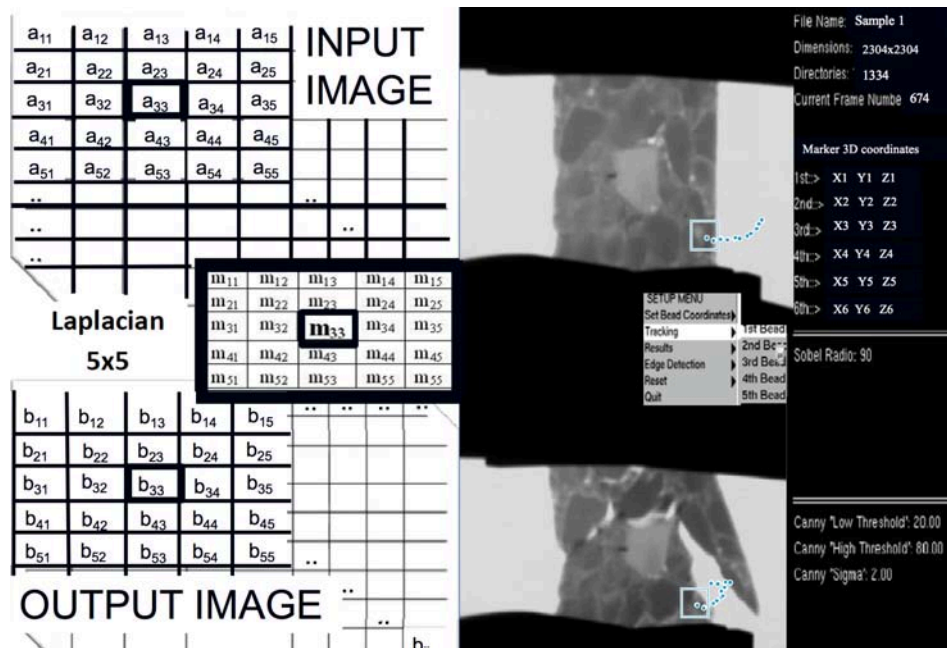 a11 a12 a13 a14 a15
a21 a22 a23 a24 a25
a31 a32 a33 a34 a35
a41 a42 a43 a44 a45
a51 a52 a53 a54 a55
..
..
..
..
..
INPUT
IMAGE
Laplacian
5x5
m11 m12 m13 m14 m15
m21 m22 m23 m24 m25
m31 m32 m33 m34 m35
m41 m42 m43 m44 m45
m51 m52 m53 m55 m55
b11 b12 b13 b14 b15
b21 b22 b23 b24 b25
b31 b32 b33 b34 b35
b41 b42 b43 b44 b45
b51 b52 b53 b54 b55
.. ..
..
..
..
OUTPUT IMAGE
SETUP MENU
Set Bead Coordinates
Tracking
Results
Edge Detection
Reset
Quit
1st Bead
2nd Bead
3rd Bead
4th Bead
5th Bead
File Name: Sample 1
Dimensions: 2304x2304
Directories: 1334
Current Frame Numbe 674
Marker 3D coordinates
1st::> X1 Y1 Z1
2nd::> X2 Y2 Z2
3rd::> X3 Y3 Z3
4th::> X4 Y4 Z4
5th::> X5 Y5 Z5
6th::> X6 Y6 Z6
Sobel Radio: 90
Canny "Low Threshold": 20.00
Canny "High Threshold": 80.00
Canny "Sigma": 2.00